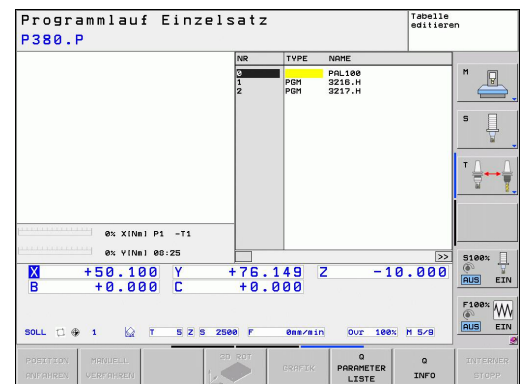 Programmlauf Einzelsatz
Tabelle
editieren
P380.P
NR TYPE NAME
0 PAL100
1 PGM 3216.H
2 PGM 3217.H
M
S
T
0% X[Nm] P1 -T1
0% Y[Nm] 08:25
>>
X +50.100 Y +76.149 Z -10.000
B +0.000 C +0.000
S100%
AUS EIN
F100%
AUS EIN
SOLL 1 T 5 Z S 2500 F 0mm/min Ovr 100% M 5/9
POSITION
ANFAHREN
MANUELL
VERFAHREN
3D ROT
GRAFIK
Q
PARAMETER
LISTE
Q
INFO
INTERNER
STOPP